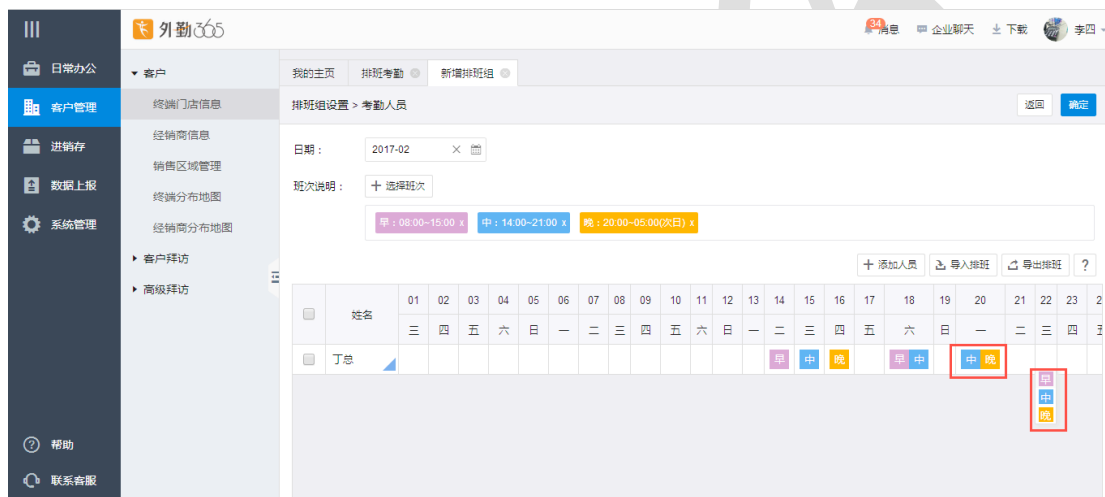 外勤365
34
消息 企业聊天 下载 李四
日常办公
客户管理
进销存
数据上报
系统管理
帮助
联系客服
客户
终端门店信息
经销商信息
销售区域管理
终端分布地图
经销商分布地图
客户拜访
高级拜访
我的主页 排班考勤 新增排班组
排班组设置 > 考勤人员 返回 确定
日期： 2017-02 ×
班次说明： + 选择班次
早：08:00~15:00 x 中：14:00~21:00 x 晚：20:00~05:00(次日) x
+ 添加人员 导入排班 导出排班 ?
姓名 01 02 03 04 05 06 07 08 09 10 11 12 13 14 15 16 17 18 19 20 21 22 23 2
三 四 五 六 日 一 二 三 四 五 六 日 一 二 三 四 五 六 日 一 二 三 四
丁总 早 中 晚 早 中 中 晚
早
中
晚